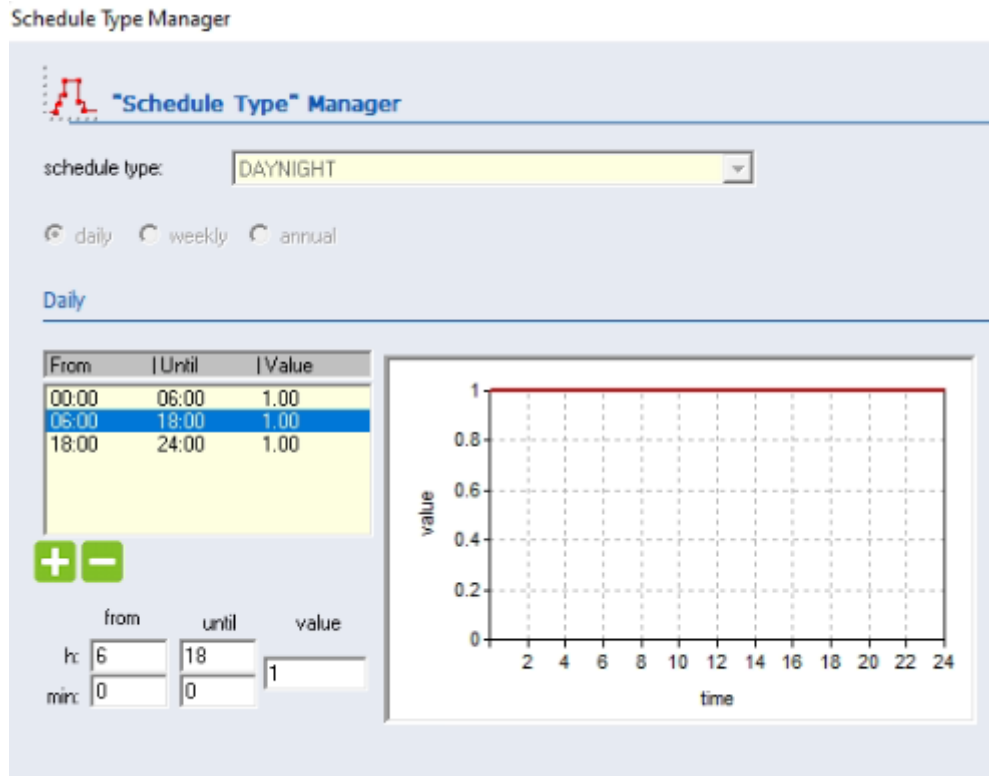 Schedule Type Manager
"Schedule Type" Manager
schedule type: DAYNIGHT
daily weekly annual
Daily
From | Until | Value
00:00 06:00 1.00
06:00 18:00 1.00
18:00 24:00 1.00
from until value
h: 6 18
1
min: 0 0
1
0.8
0.6
0.4
0.2
0
value
2 4 6 8 10 12 14 16 18 20 22 24
time